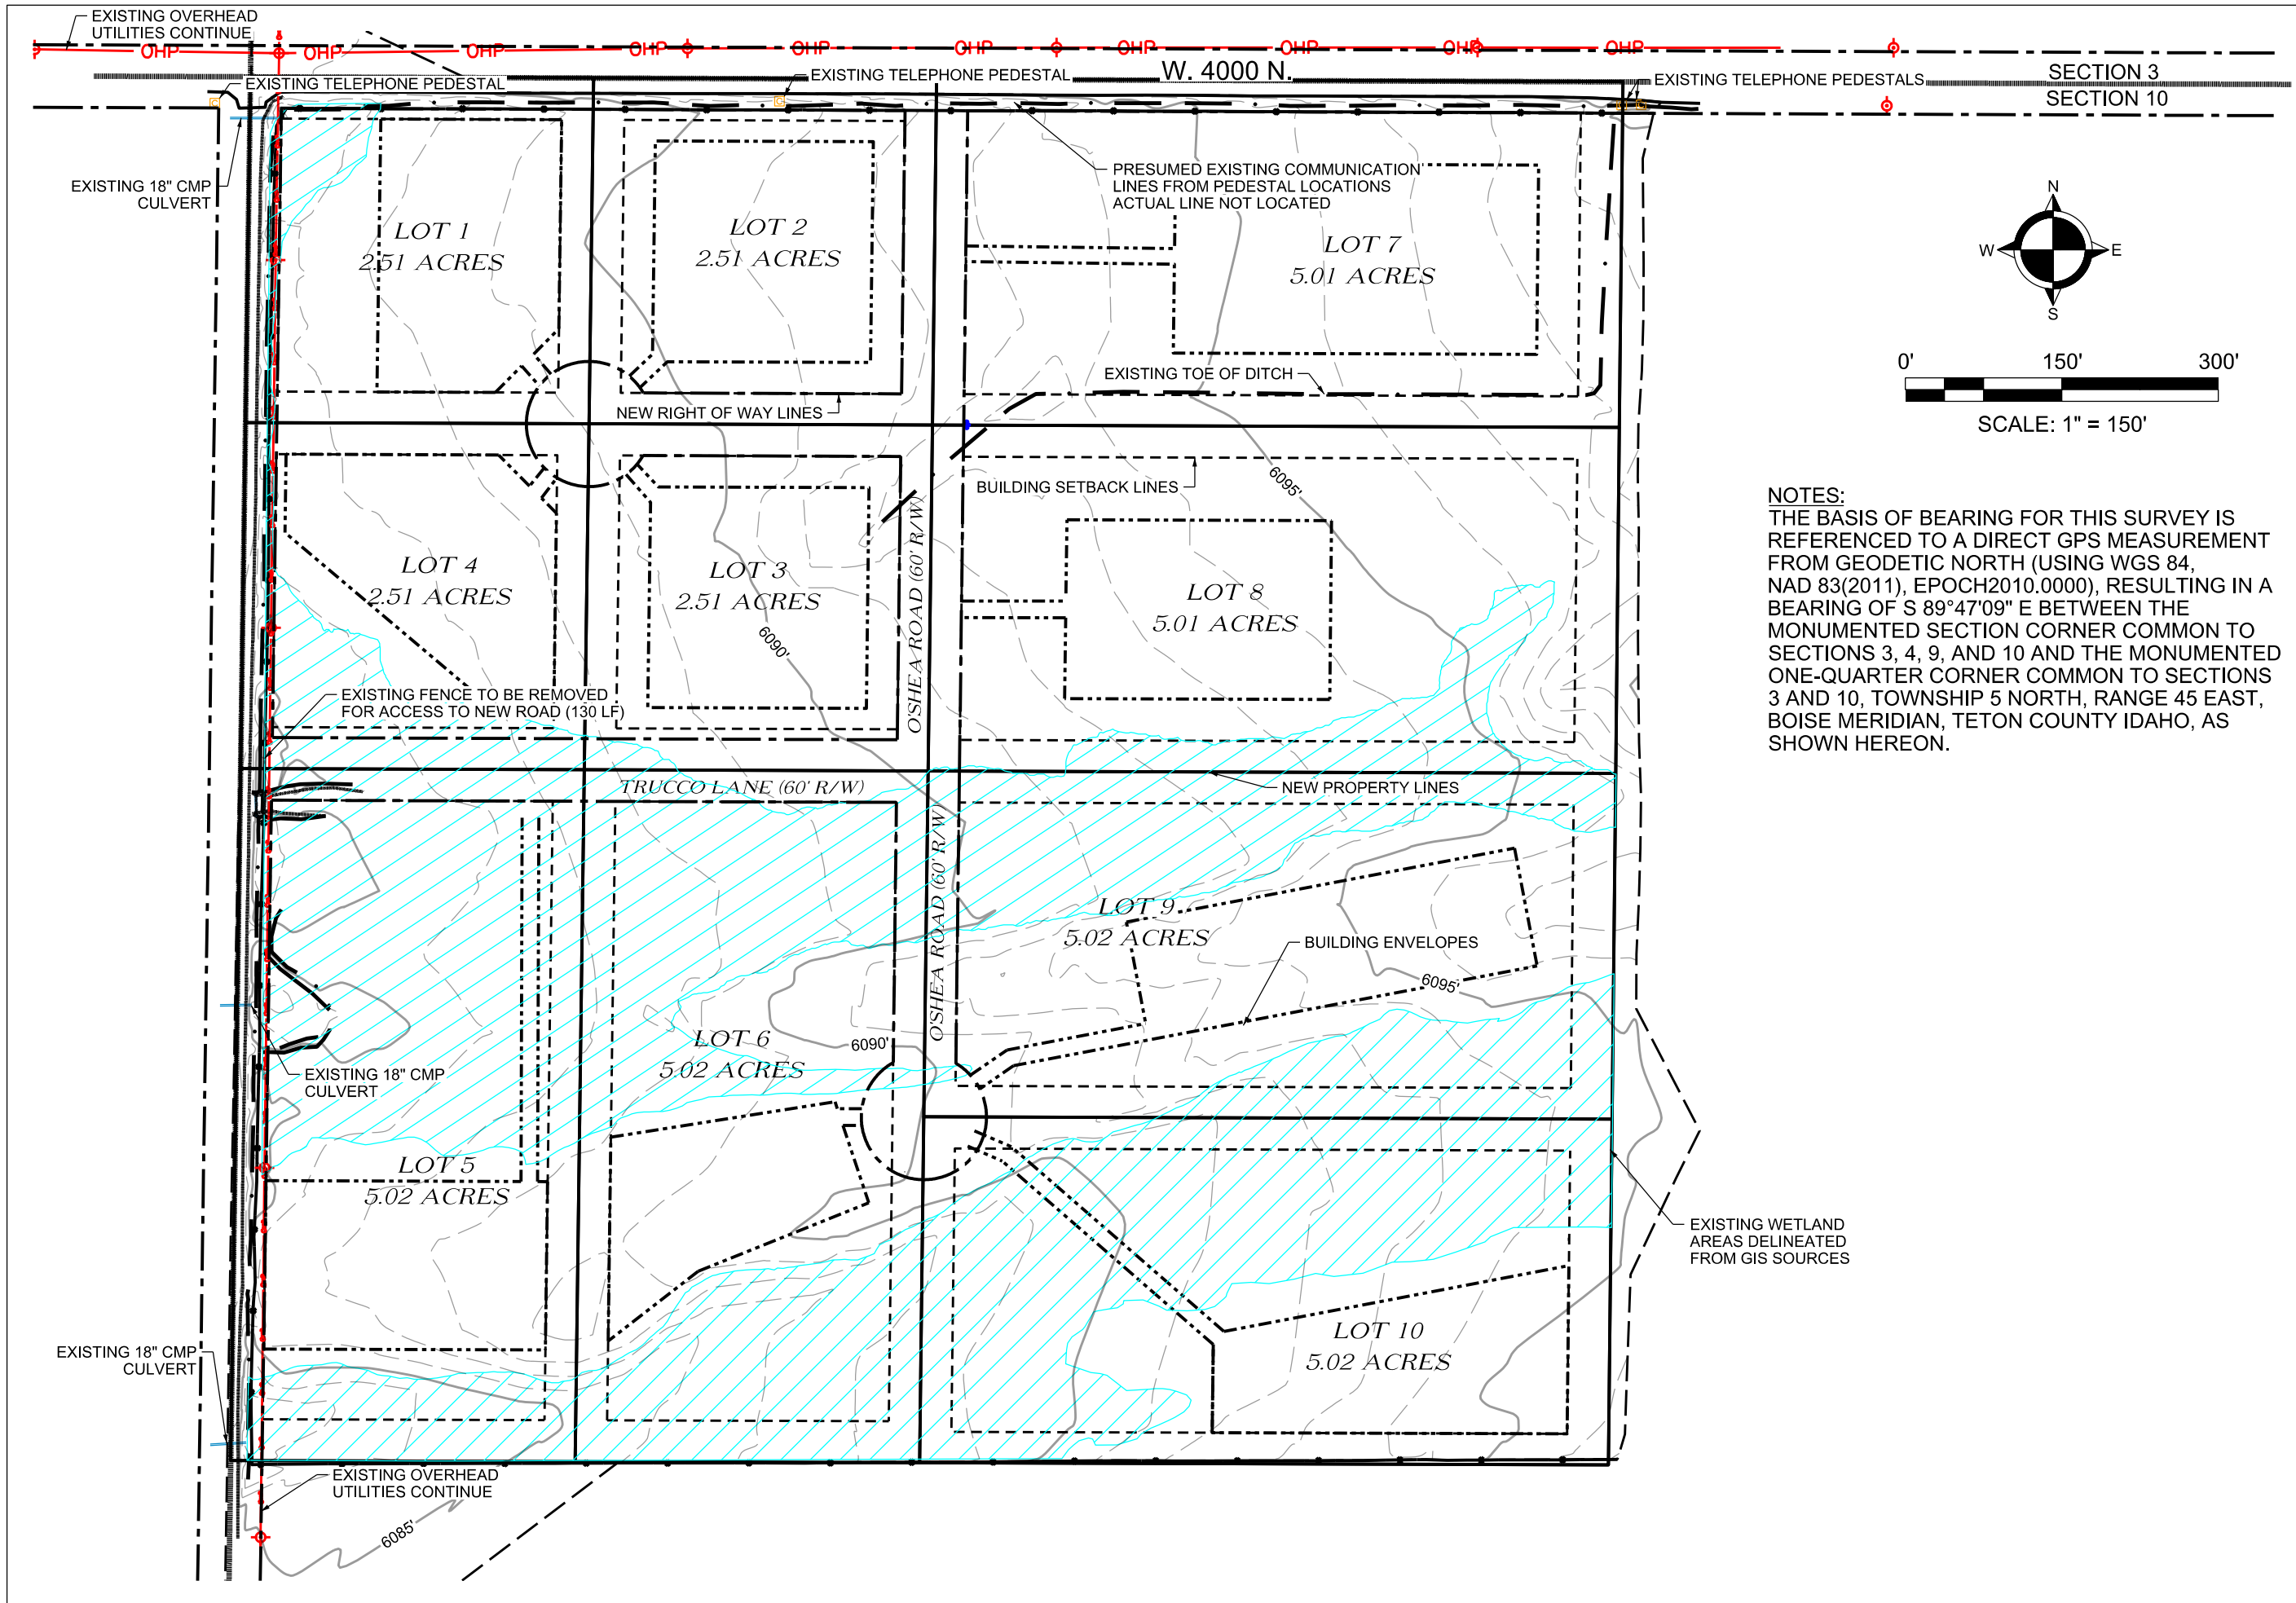 EXISTING OVERHEAD
UTILITIES CONTINUE
OHP
OHP
OHP
OHP
OHP
OHP
OHP
OHP
OHP
OHP
W. 4000 N.
SECTION 3
SECTION 10
EXISTING TELEPHONE PEDESTAL
EXISTING TELEPHONE PEDESTAL
EXISTING TELEPHONE PEDESTALS
EXISTING 18" CMP
CULVERT
PRESUMED EXISTING COMMUNICATION
LINES FROM PEDESTAL LOCATIONS
ACTUAL LINE NOT LOCATED
LOT 1
2.51 ACRES
LOT 2
2.51 ACRES
LOT 7
5.01 ACRES
N
W
E
S
0'
150'
300'
SCALE: 1" = 150'
EXISTING TOE OF DITCH
NEW RIGHT OF WAY LINES
BUILDING SETBACK LINES
6095'
LOT 4
2.51 ACRES
LOT 3
2.51 ACRES
LOT 8
5.01 ACRES
6090'
O'SHEA ROAD (60' R/W)
NOTES:
THE BASIS OF BEARING FOR THIS SURVEY IS
REFERENCED TO A DIRECT GPS MEASUREMENT
FROM GEODETIC NORTH (USING WGS 84,
NAD 83(2011), EPOCH2010.0000), RESULTING IN A
BEARING OF S 89°47'09" E BETWEEN THE
MONUMENTED SECTION CORNER COMMON TO
SECTIONS 3, 4, 9, AND 10 AND THE MONUMENTED
ONE-QUARTER CORNER COMMON TO SECTIONS
3 AND 10, TOWNSHIP 5 NORTH, RANGE 45 EAST,
BOISE MERIDIAN, TETON COUNTY IDAHO, AS
SHOWN HEREON.
EXISTING FENCE TO BE REMOVED
FOR ACCESS TO NEW ROAD (130 LF)
TRUCCO LANE (60' R/W)
NEW PROPERTY LINES
O'SHEA ROAD (60' R/W)
LOT 9
5.02 ACRES
BUILDING ENVELOPES
6095'
LOT 6
5.02 ACRES
6090'
EXISTING 18" CMP
CULVERT
LOT 5
5.02 ACRES
EXISTING WETLAND
AREAS DELINEATED
FROM GIS SOURCES
LOT 10
5.02 ACRES
EXISTING 18" CMP
CULVERT
EXISTING OVERHEAD
UTILITIES CONTINUE
6085'